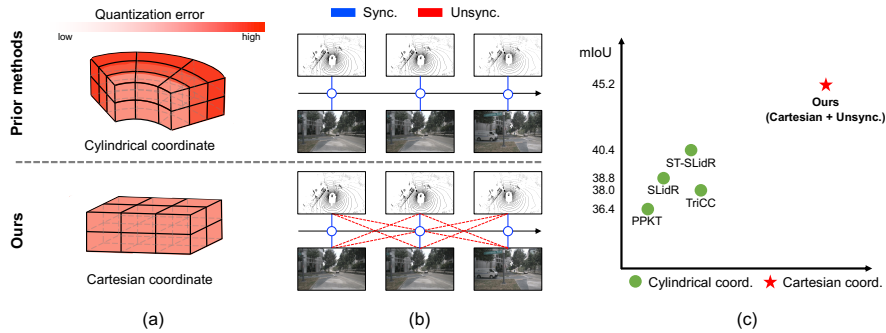 Quantization error
low
high
Prior methods
Cylindrical coordinate
Ours
Cartesian coordinate
(a)
Sync.
Unsync.
(b)
mIoU
45.2
40.4
38.8
38.0
36.4
Ours
(Cartesian + Unsync.)
ST-SLidR
SLidR
TriCC
PPKT
Cylindrical coord.
Cartesian coord.
(c)